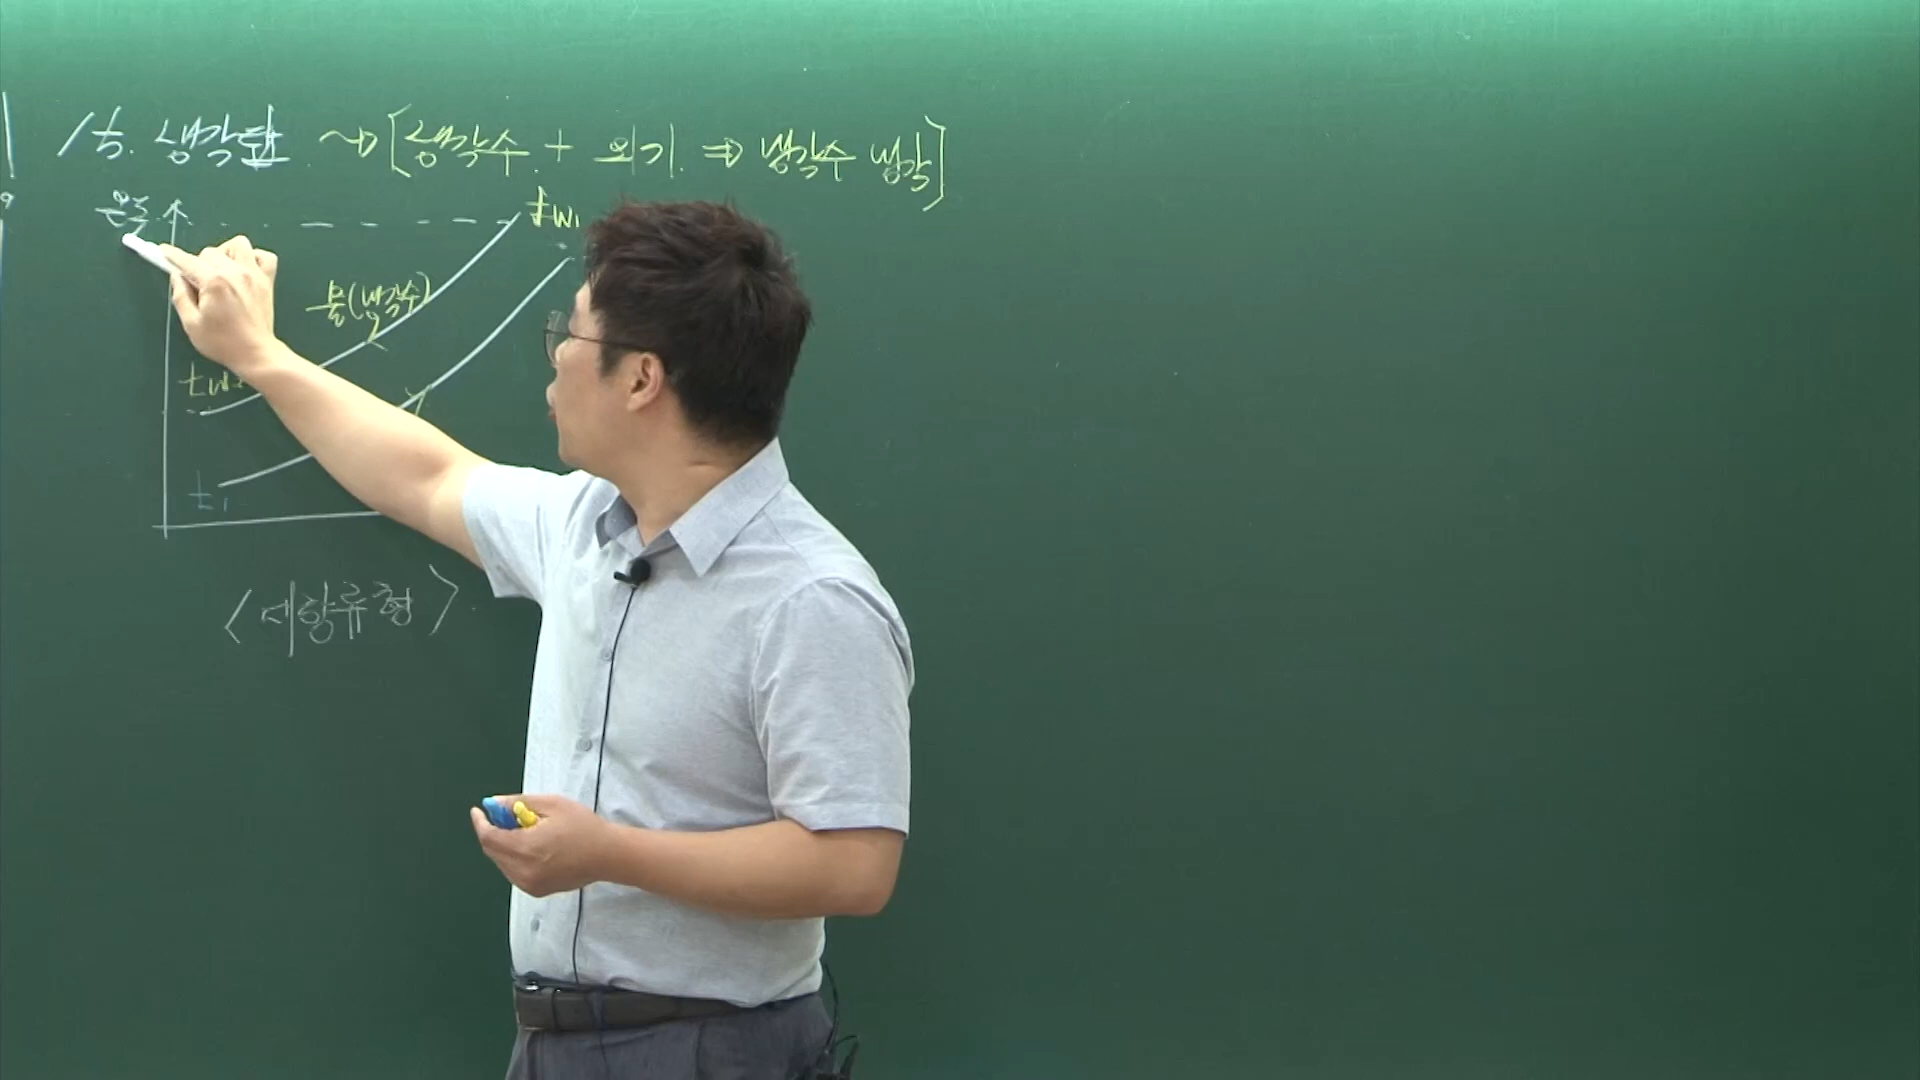 15. 냉각탑 ~> [냉각수 + 외기 ⇒ 냉각수 냉각]
온도
tw₁
물(냉각수)
tw₂
t₁
<대향류형>